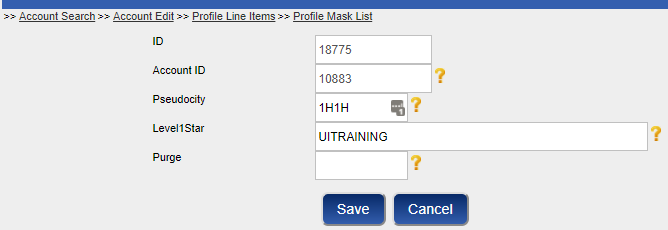 >> Account Search >> Account Edit >> Profile Line Items >> Profile Mask List
ID 18775
Account ID 10883 ?
Pseudocity 1H1H 1 ?
Level1Star UITRAINING ?
Purge ?
Save Cancel